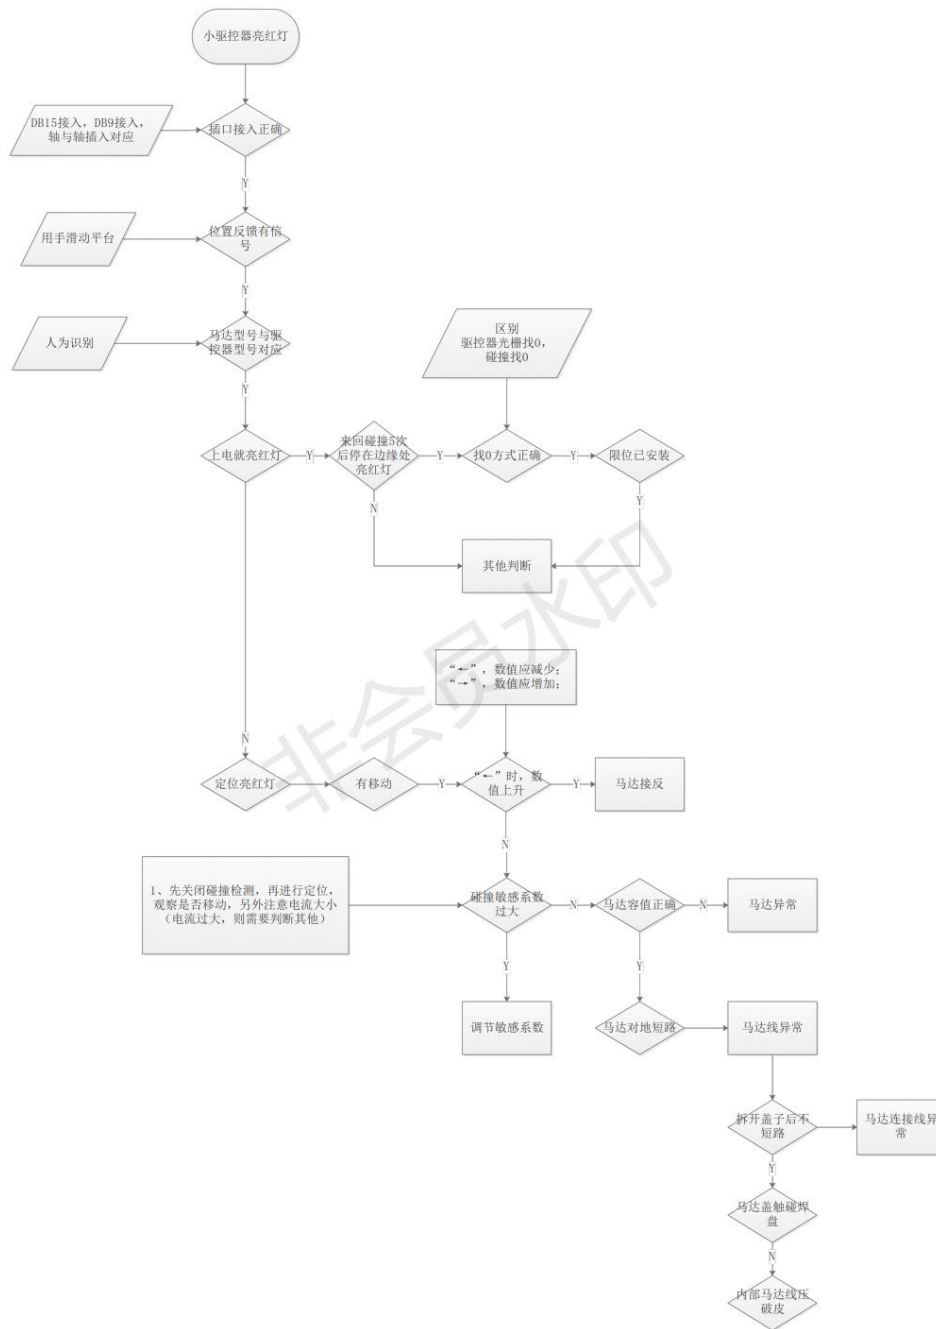 小驱控器亮红灯
DB15接入，DB9接入，
轴与轴插入对应
插口接入正确
Y
用手滑动平台
位置反馈有信
号
Y
人为识别
马达型号与驱
控器型号对应
区别
驱控器光栅找0，
碰撞找0
Y
上电就亮红灯
Y
来回碰撞5次
后停在边缘处
亮红灯
Y
找0方式正确
Y
限位已安装
N
Y
其他判断
“←”，数值应减少；
“→”，数值应增加；
N
定位亮红灯
有移动
Y
“←”时，数
值上升
Y
马达接反
N
1、先关闭碰撞检测，再进行定位，
观察是否移动，另外注意电流大小
（电流过大，则需要判断其他）
碰撞敏感系数
过大
N
马达容值正确
N
马达异常
Y
Y
调节敏感系数
马达对地短路
马达线异常
拆开盖子后不
短路
马达连接线异
常
Y
马达盖触碰焊
盘
N
内部马达线压
破皮
非会员水印